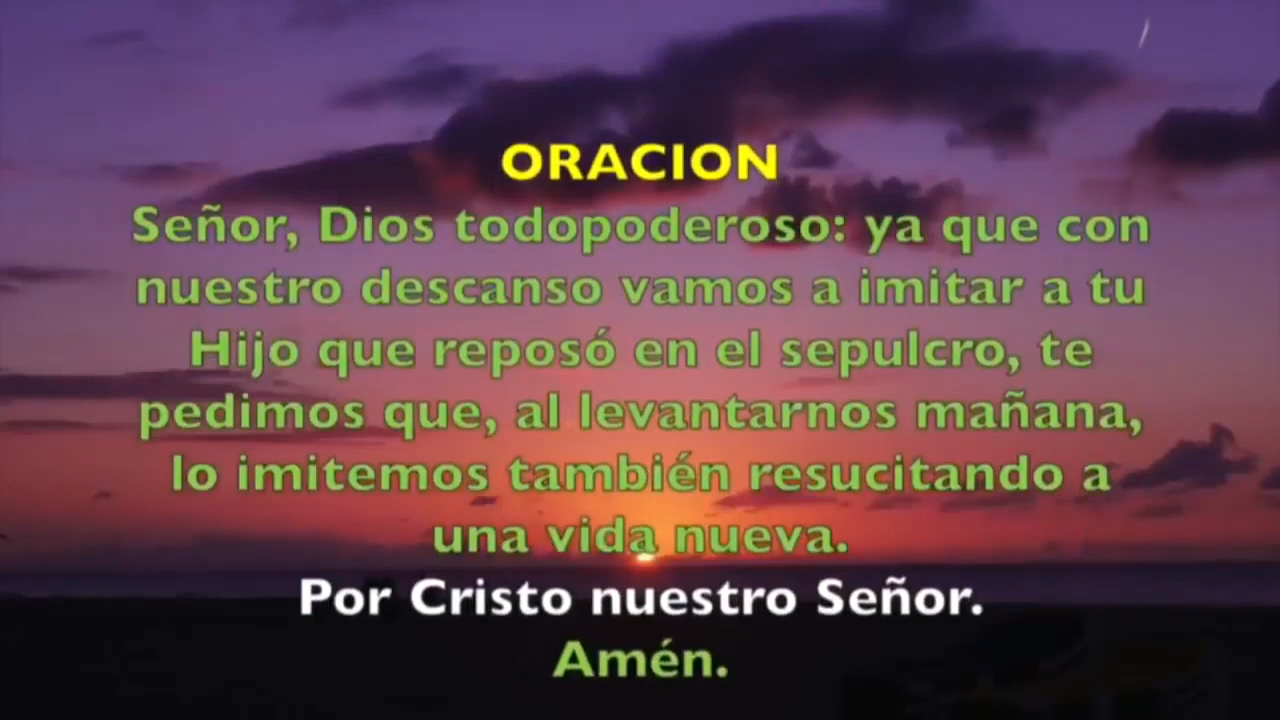 ORACION
Señor, Dios todopoderoso: ya que con
nuestro descanso vamos a imitar a tu
Hijo que reposó en el sepulcro, te
pedimos que, al levantarnos mañana,
lo imitemos también resucitando a
una vida nueva.
Por Cristo nuestro Señor.
Amén.